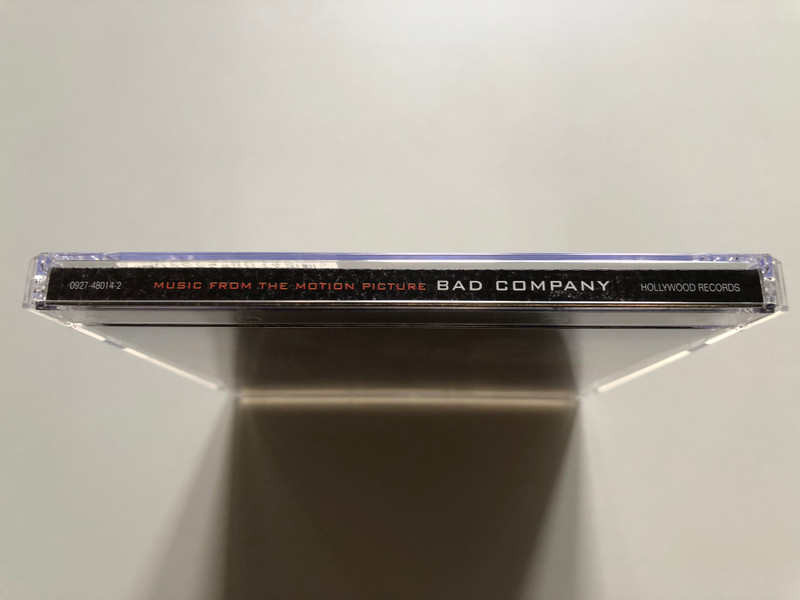 0927-48014-2 MUSIC FROM THE MOTION PICTURE BAD COMPANY HOLLYWOOD RECORDS